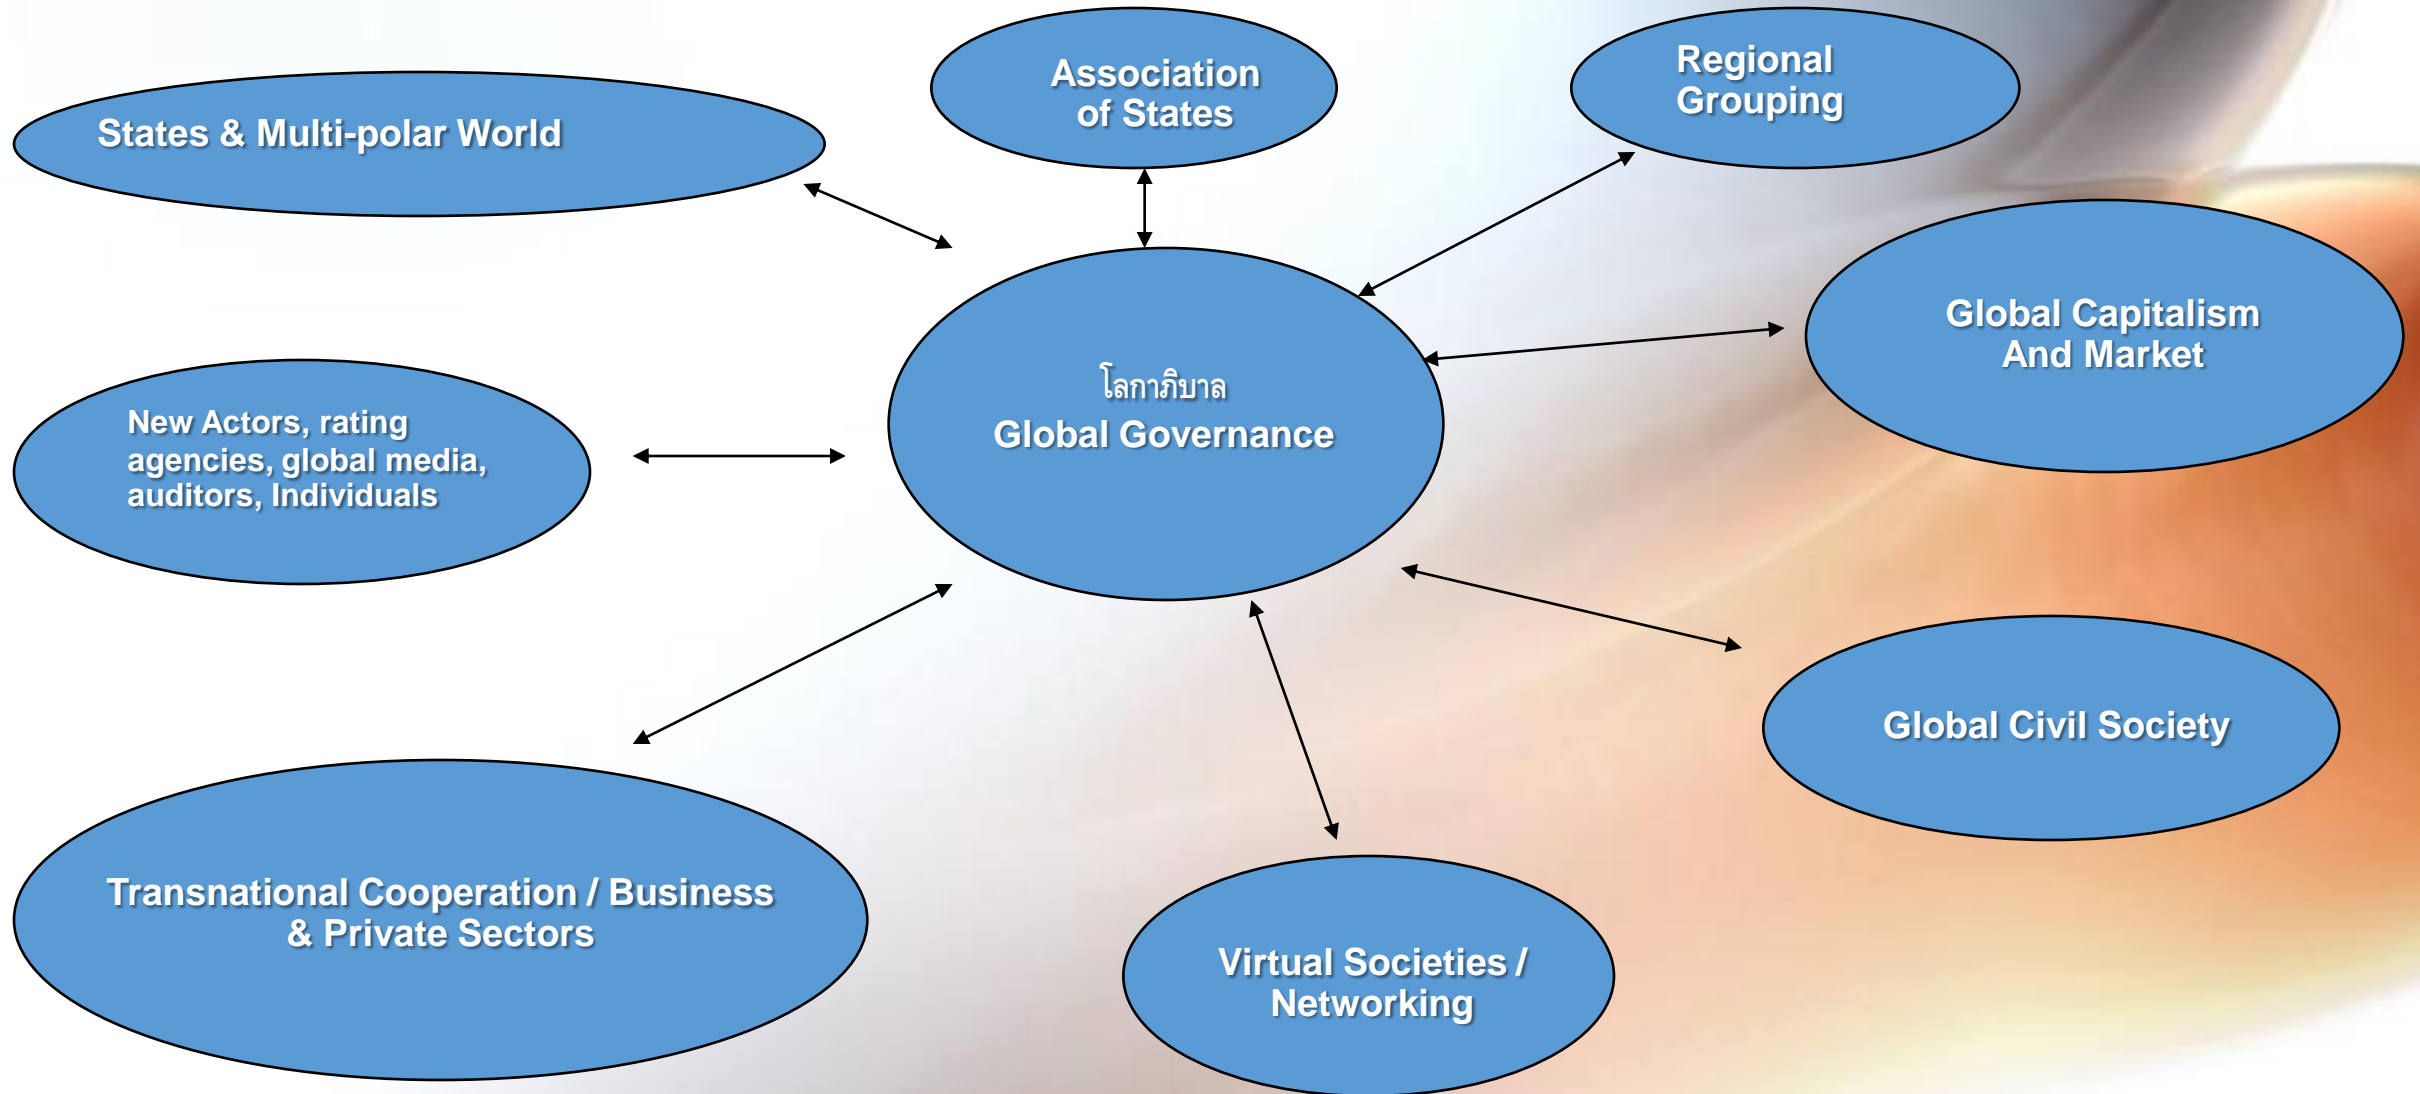 Association
of States
Regional
Grouping
States & Multi-polar World
Global Capitalism
And Market
โลกาภิบาล
Global Governance
New Actors, rating
agencies, global media,
auditors, Individuals
Global Civil Society
Transnational Cooperation / Business
& Private Sectors
Virtual Societies /
Networking